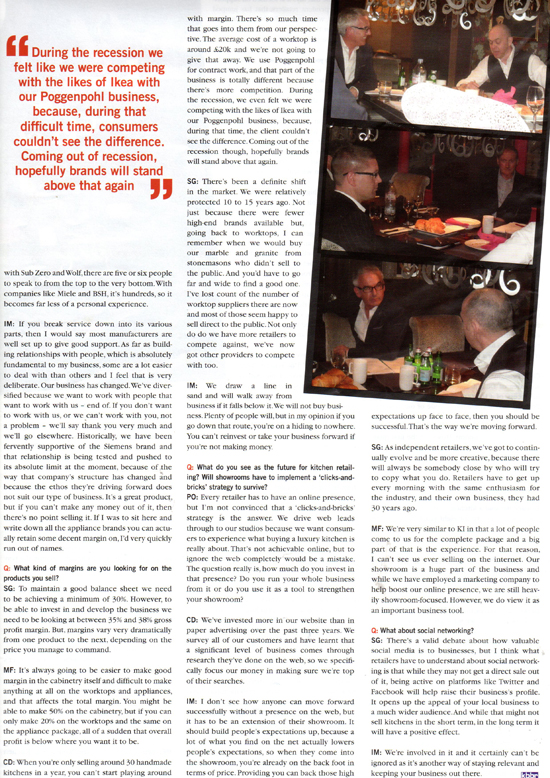 During the recession we
felt like we were competing
with the likes of Ikea with
our Poggenpohl business,
because, during that
difficult time, consumers
couldn't see the difference.
Coming out of recession,
hopefully brands will stand
above that again
with Sub Zero and Wolf, there are five or six people
to speak to from the top to the very bottom. With
companies like Miele and BSH, it's hundreds, so it
becomes far less of a personal experience.
IM: If you break service down into its various
parts, then I would say most manufacturers are
well set up to give good support. As far as build-
ing relationships with people, which is absolutely
fundamental to my business, some are a lot easier
to deal with than others and I feel that is very
deliberate. Our business has changed. We've diver-
sified because we want to work with people that
want to work with us – end of. If you don't want
to work with us, or we can't work with you, not
a problem – we'll say thank you very much and
we'll go elsewhere. Historically, we have been
fervently supportive of the Siemens brand and
that relationship is being tested and pushed to
its absolute limit at the moment, because of the
way that company's structure has changed and
because the ethos they're driving forward does
not suit our type of business. It's a great product,
but if you can't make any money out of it, then
there's no point selling it. If I was to sit here and
write down all the appliance brands you can actu-
ally retain some decent margin on, I'd very quickly
run out of names.
Q: What kind of margins are you looking for on the
products you sell?
SG: To maintain a good balance sheet we need
to be achieving a minimum of 30%. However, to
be able to invest in and develop the business we
need to be looking at between 35% and 38% gross
profit margin. But, margins vary very dramatically
from one product to the next, depending on the
price you manage to command.
MF: It's always going to be easier to make good
margin in the cabinetry itself and difficult to make
anything at all on the worktops and appliances,
and that affects the total margin. You might be
able to make 50% on the cabinetry, but if you can
only make 20% on the worktops and the same on
the appliance package, all of a sudden that overall
profit is below where you want it to be.
CD: When you're only selling around 30 handmade
kitchens in a year, you can't start playing around
with margin. There's so much time
that goes into them from our perspec-
tive. The average cost of a worktop is
around £20k and we're not going to
give that away. We use Poggenpohl
for contract work, and that part of the
business is totally different because
there's more competition. During
the recession, we even felt we were
competing with the likes of Ikea with
our Poggenpohl business, because,
during that time, the client couldn't
see the difference. Coming out of the
recession though, hopefully brands
will stand above that again.
SG: There's been a definite shift
in the market. We were relatively
protected 10 to 15 years ago. Not
just because there were fewer
high-end brands available but,
going back to worktops, I can
remember when we would buy
our marble and granite from
stonemasons who didn't sell to
the public. And you'd have to go
far and wide to find a good one.
I've lost count of the number of
worktop suppliers there are now
and most of those seem happy to
sell direct to the public. Not only
do we have more retailers to
compete against, we've now
got other providers to compete
with too.
IM: We draw a line in
sand and will walk away from
business if it falls below it. We will not buy busi-
ness. Plenty of people will, but in my opinion if you
go down that route, you're on a hiding to nowhere.
You can't reinvest or take your business forward if
you're not making money.
Q: What do you see as the future for kitchen retail-
ing? Will showrooms have to implement a 'clicks-and-
bricks' strategy to survive?
PO: Every retailer has to have an online presence,
but I'm not convinced that a 'clicks-and-bricks'
strategy is the answer. We drive web leads
through to our studios because we want consum-
ers to experience what buying a luxury kitchen is
really about. That's not achievable online, but to
ignore the web completely would be a mistake.
The question really is, how much do you invest in
that presence? Do you run your whole business
from it or do you use it as a tool to strengthen
your showroom?
CD: We've invested more in our website than in
paper advertising over the past three years. We
survey all of our customers and have learnt that
a significant level of business comes through
research they've done on the web, so we specifi-
cally focus our money in making sure we're top
of their searches.
IM: I don't see how anyone can move forward
successfully without a presence on the web, but
it has to be an extension of their showroom. It
should build people's expectations up, because a
lot of what you find on the net actually lowers
people's expectations, so when they come into
the showroom, you're already on the back foot in
terms of price. Providing you can back those high
expectations up face to face, then you should be
successful. That's the way we're moving forward.
SG: As independent retailers, we've got to contin-
ually evolve and be more creative, because there
will always be somebody close by who will try
to copy what you do. Retailers have to get up
every morning with the same enthusiasm for
the industry, and their own business, they had
30 years ago.
MF: We're very similar to KI in that a lot of people
come to us for the complete package and a big
part of that is the experience. For that reason,
I can't see us ever selling on the internet. Our
showroom is a huge part of the business and
while we have employed a marketing company to
help boost our online presence, we are still heav-
ily showroom-focused. However, we do view it as
an important business tool.
Q: What about social networking?
SG: There's a valid debate about how valuable
social media is to businesses, but I think what
retailers have to understand about social network-
ing is that while they may not get a direct sale out
of it, being active on platforms like Twitter and
Facebook will help raise their business's profile.
It opens up the appeal of your local business to
a much wider audience. And while that might not
sell kitchens in the short term, in the long term it
will have a positive effect.
IM: We're involved in it and it certainly can't be
ignored as it's another way of staying relevant and
keeping your business out there.
kbbr